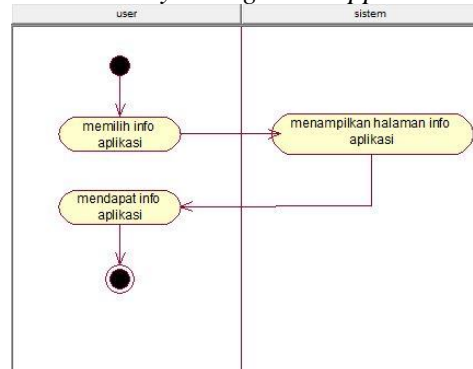 user
sistem
memilih info
aplikasi
menampilkan halaman info
aplikasi
mendapat info
aplikasi